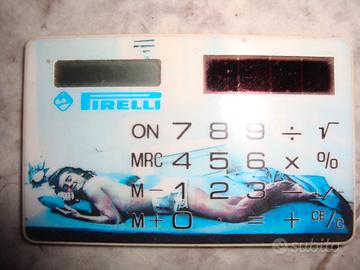 PIRELLI
ON 7 8 9 ÷ √
MRC 4 5 6 x %
M- 1 2 3 - +/-
M+ 0 · = + CE/C
subito